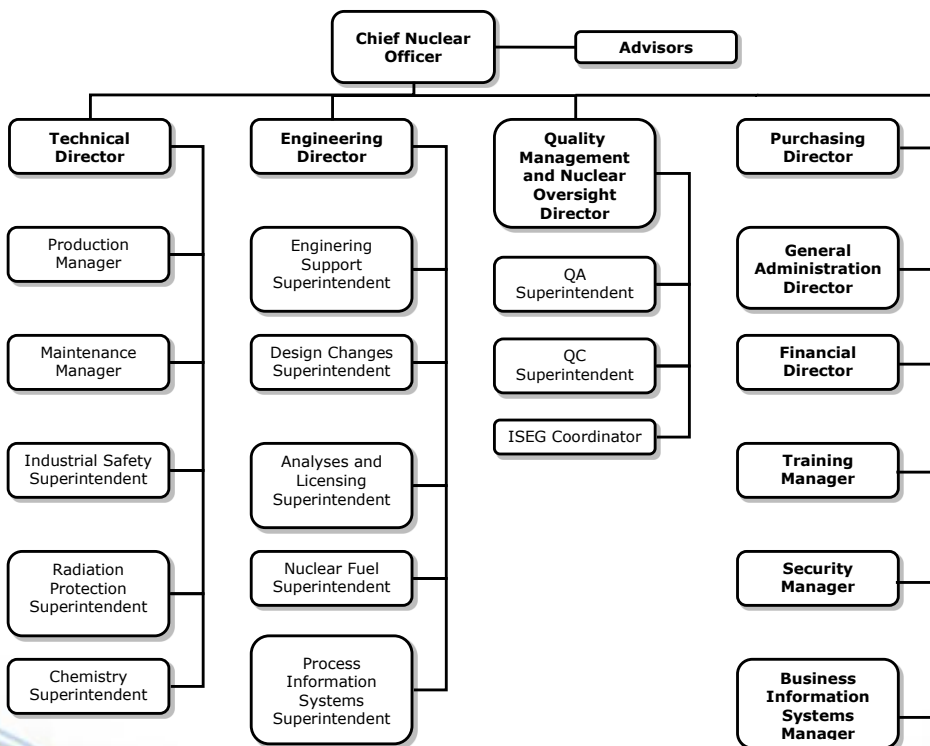 Chief Nuclear
Officer
Advisors
Technical
Director
Production
Manager
Maintenance
Manager
Industrial Safety
Superintendent
Radiation
Protection
Superintendent
Chemistry
Superintendent
Engineering
Director
Enginering
Support
Superintendent
Design Changes
Superintendent
Analyses and
Licensing
Superintendent
Nuclear Fuel
Superintendent
Process
Information
Systems
Superintendent
Quality
Management
and Nuclear
Oversight
Director
QA
Superintendent
QC
Superintendent
ISEG Coordinator
Purchasing
Director
General
Administration
Director
Financial
Director
Training
Manager
Security
Manager
Business
Information
Systems
Manager